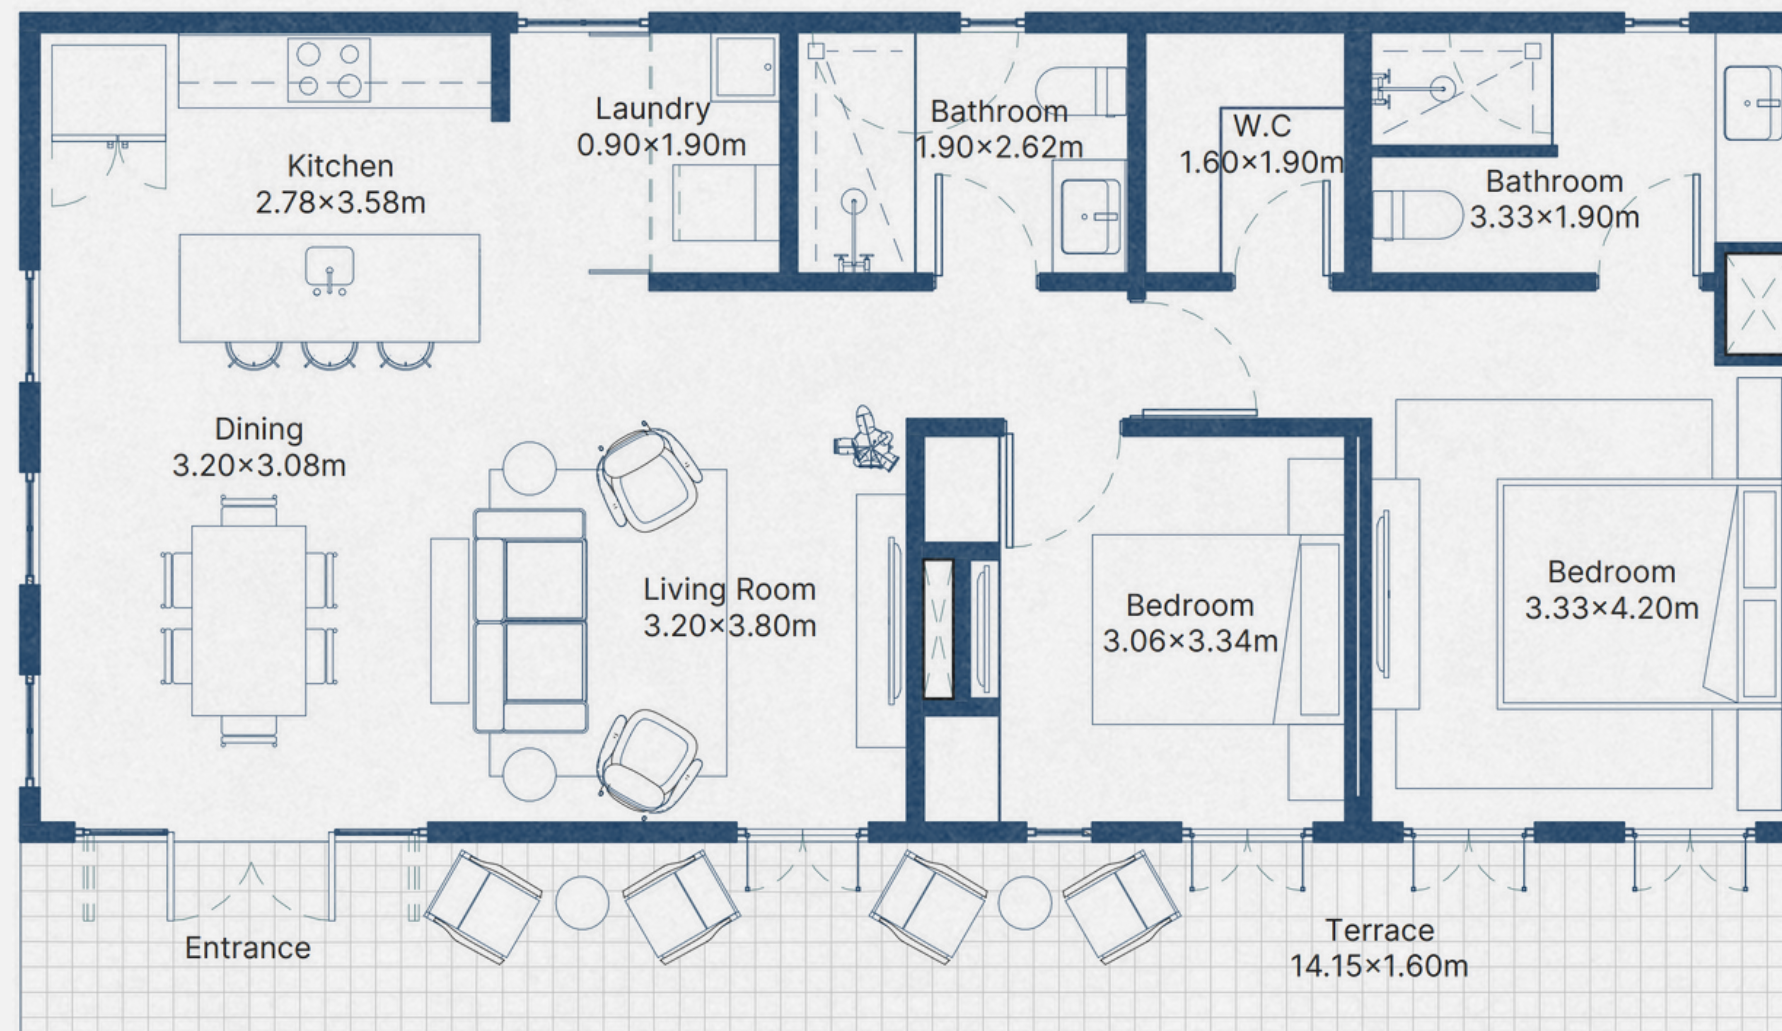 Kitchen
2.78×3.58m
Laundry
0.90×1.90m
Bathroom
1.90×2.62m
W.C
1.60×1.90m
Bathroom
3.33×1.90m
Dining
3.20×3.08m
Living Room
3.20×3.80m
Bedroom
3.06×3.34m
Bedroom
3.33×4.20m
Entrance
Terrace
14.15×1.60m